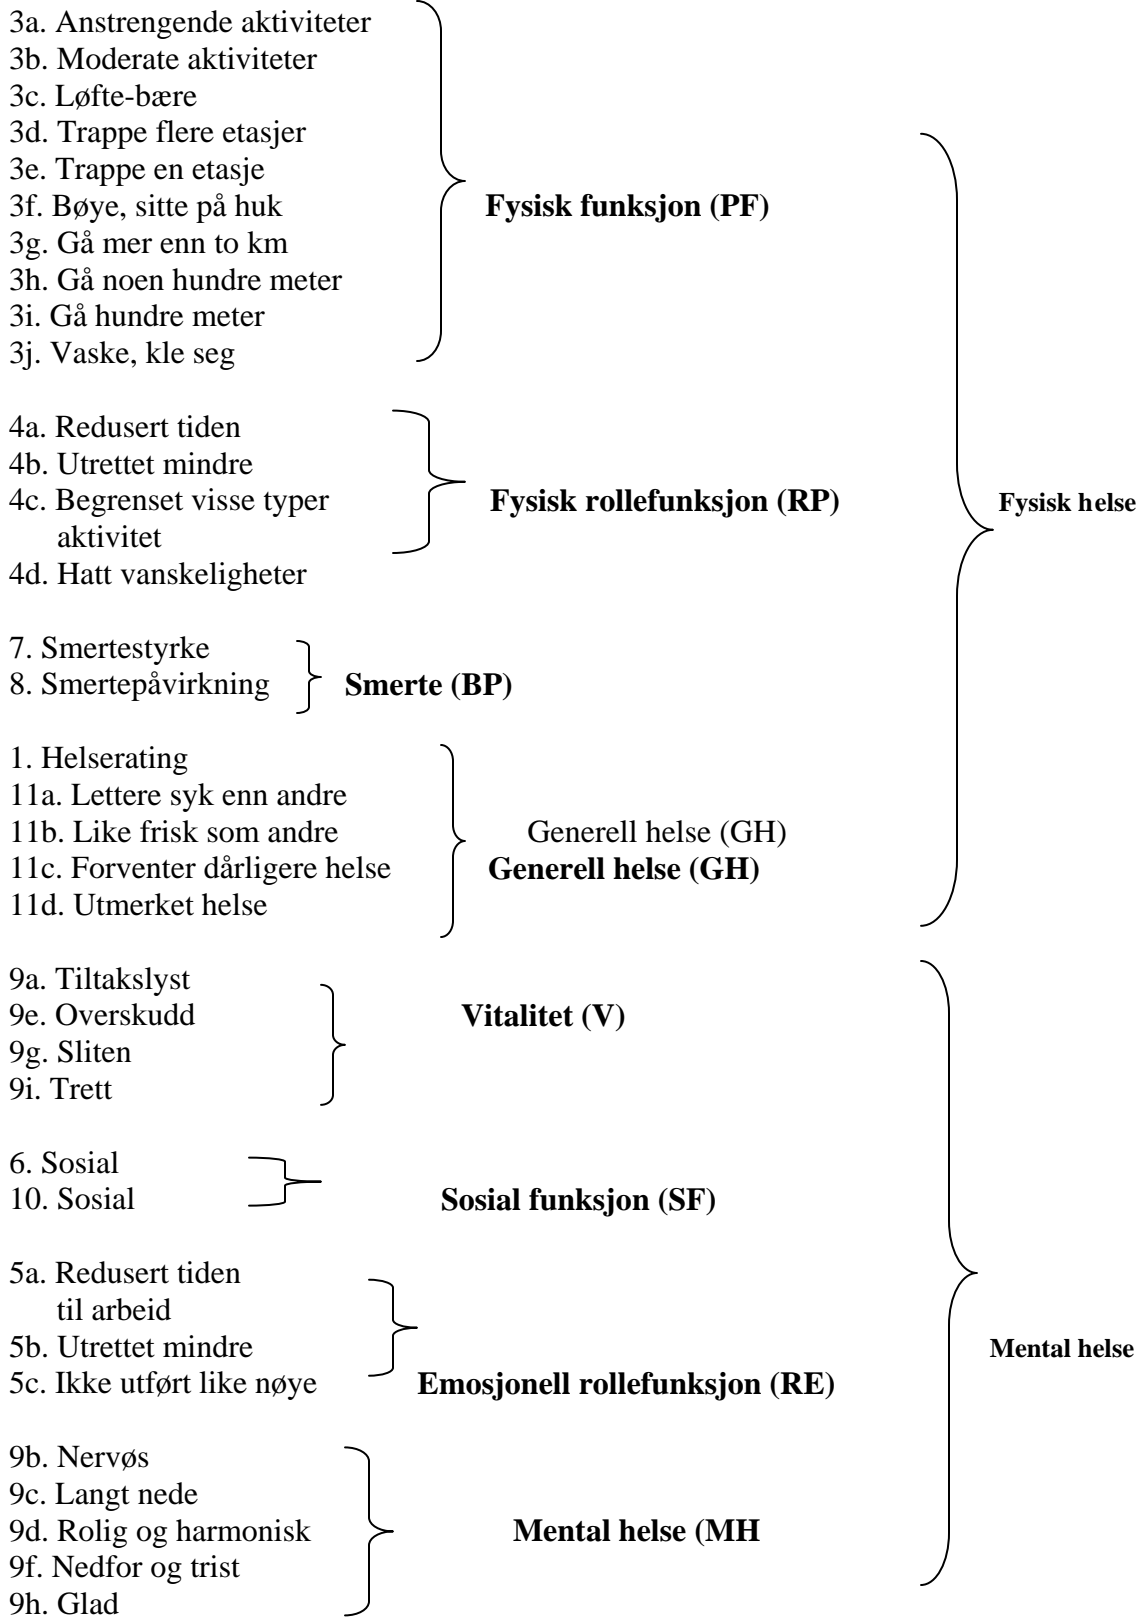 3a. Anstrengende aktiviteter
3b. Moderate aktiviteter
3c. Løfte-bære
3d. Trappe flere etasjer
3e. Trappe en etasje
3f. Bøye, sitte på huk
Fysisk funksjon (PF)
3g. Gå mer enn to km
3h. Gå noen hundre meter
3i. Gå hundre meter
3j. Vaske, kle seg
4a. Redusert tiden
4b. Utrettet mindre
4c. Begrenset visse typer
aktivitet
Fysisk rollefunksjon (RP)
Fysisk helse
4d. Hatt vanskeligheter
7. Smertestyrke
8. Smertepåvirkning
Smerte (BP)
1. Helserating
11a. Lettere syk enn andre
11b. Like frisk som andre
Generell helse (GH)
11c. Forventer dårligere helse
Generell helse (GH)
11d. Utmerket helse
9a. Tiltakslyst
9e. Overskudd
Vitalitet (V)
9g. Sliten
9i. Trett
6. Sosial
10. Sosial
Sosial funksjon (SF)
5a. Redusert tiden
til arbeid
5b. Utrettet mindre
Mental helse
5c. Ikke utført like nøye
Emosjonell rollefunksjon (RE)
9b. Nervøs
9c. Langt nede
9d. Rolig og harmonisk
Mental helse (MH
9f. Nedfor og trist
9h. Glad